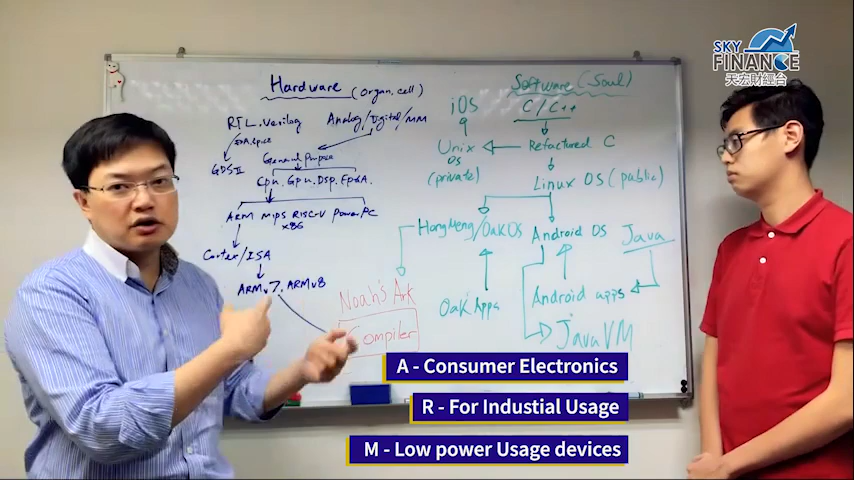 SKY
FINANCE
天宏財經台
Hardware (organ.cell)
RTL.Verilog
Analog/Digital/MM
GDSII
General Purpose
Cpu.Gpu.Dsp.FPGA.
ARM mips RISC-V PowerPC
x86
Cortex/ISA
ARMv7.ARMv8
Software (Soul)
iOS
C/C++
Unix
OS
(private)
Refactured C
Linux OS (public)
HongMeng/OakOS
Android OS
Java
Noah's Ark
Compiler
Oak Apps
Android apps
JavaVM
A - Consumer Electronics
R - For Industial Usage
M - Low power Usage devices